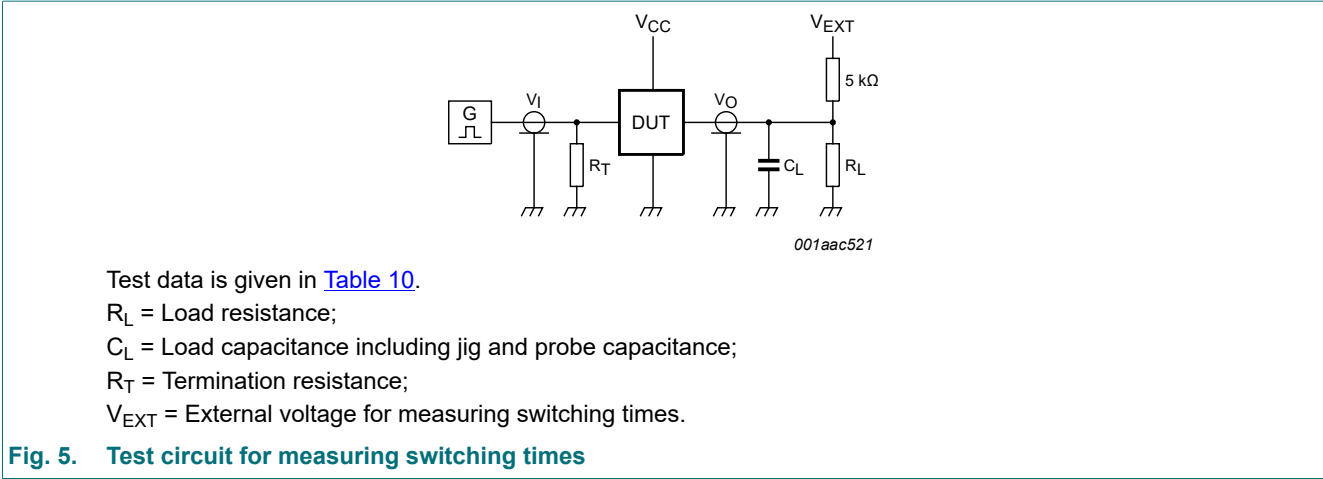 VCC
VEXT
5 kΩ
G
VI
DUT
VO
RT
CL
RL
001aac521
Test data is given in Table 10.
RL = Load resistance;
CL = Load capacitance including jig and probe capacitance;
RT = Termination resistance;
VEXT = External voltage for measuring switching times.
Fig. 5. Test circuit for measuring switching times